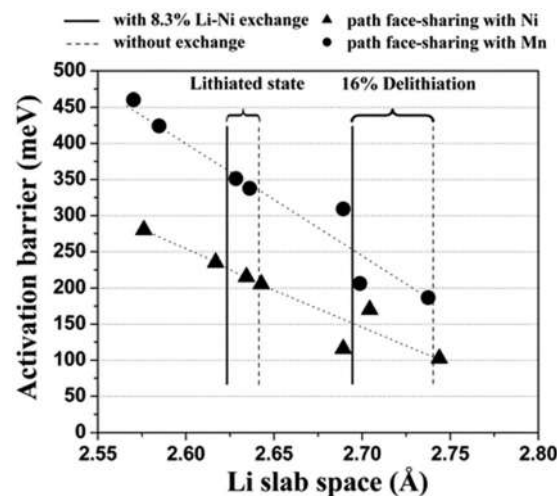 with 8.3% Li-Ni exchange path face-sharing with Ni
without exchange path face-sharing with Mn
Lithiated state 16% Delithiation
500
450
400
350
300
250
200
150
100
50
0
Activation barrier (meV)
2.55 2.60 2.65 2.70 2.75 2.80
Li slab space (Å)